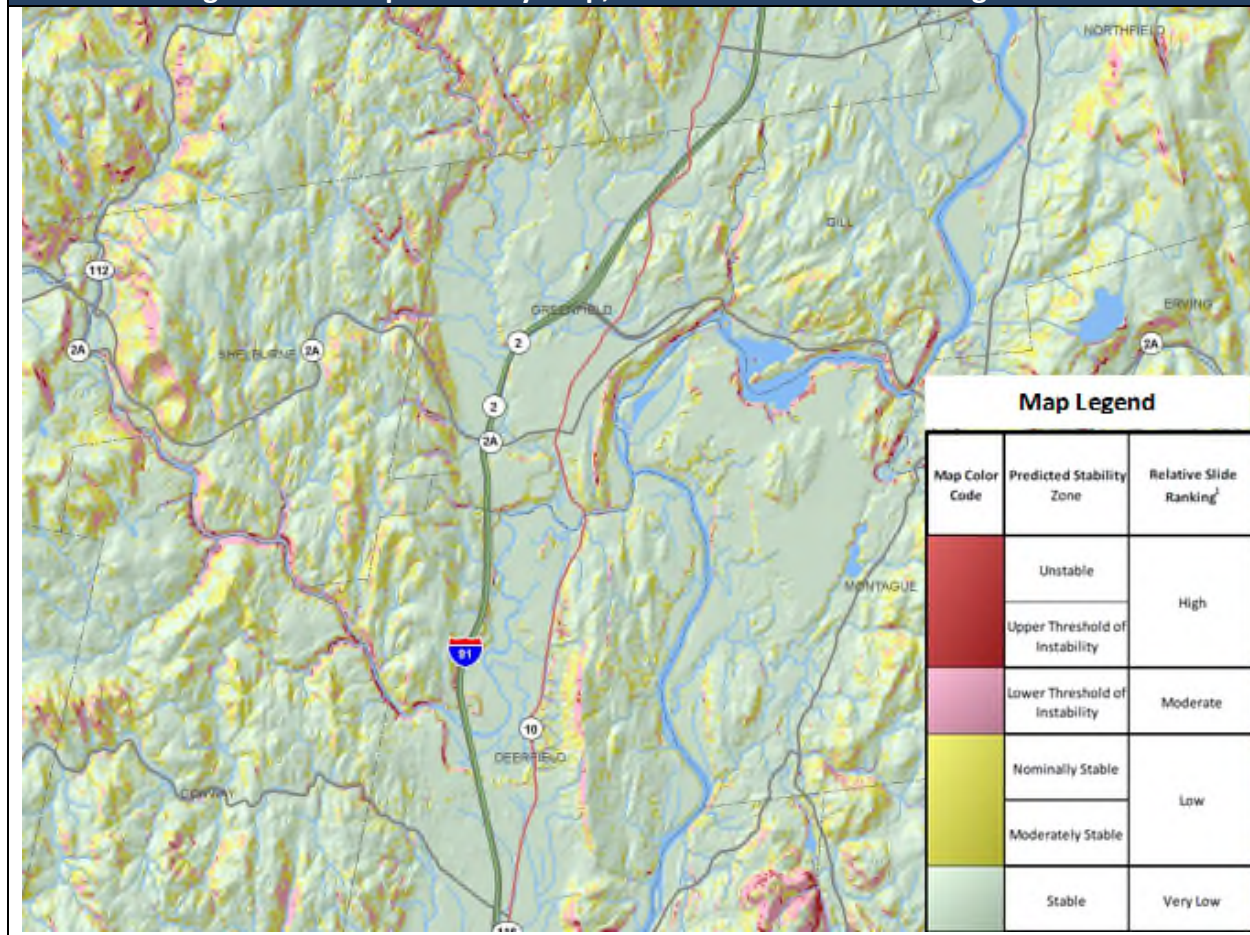 NORTHFIELD
GILL
112
GREENFIELD
ERVING
2
2A
SHELBURNE
2A
2A
2
2A
Map Legend
Map Color
Code
Predicted Stability
Zone
Relative Slide
Ranking¹
Unstable
High
Upper Threshold of
Instability
Lower Threshold of
Instability
Moderate
Nominally Stable
Low
Moderately Stable
Stable
Very Low
MONTAGUE
91
10
DEERFIELD
CONWAY
116